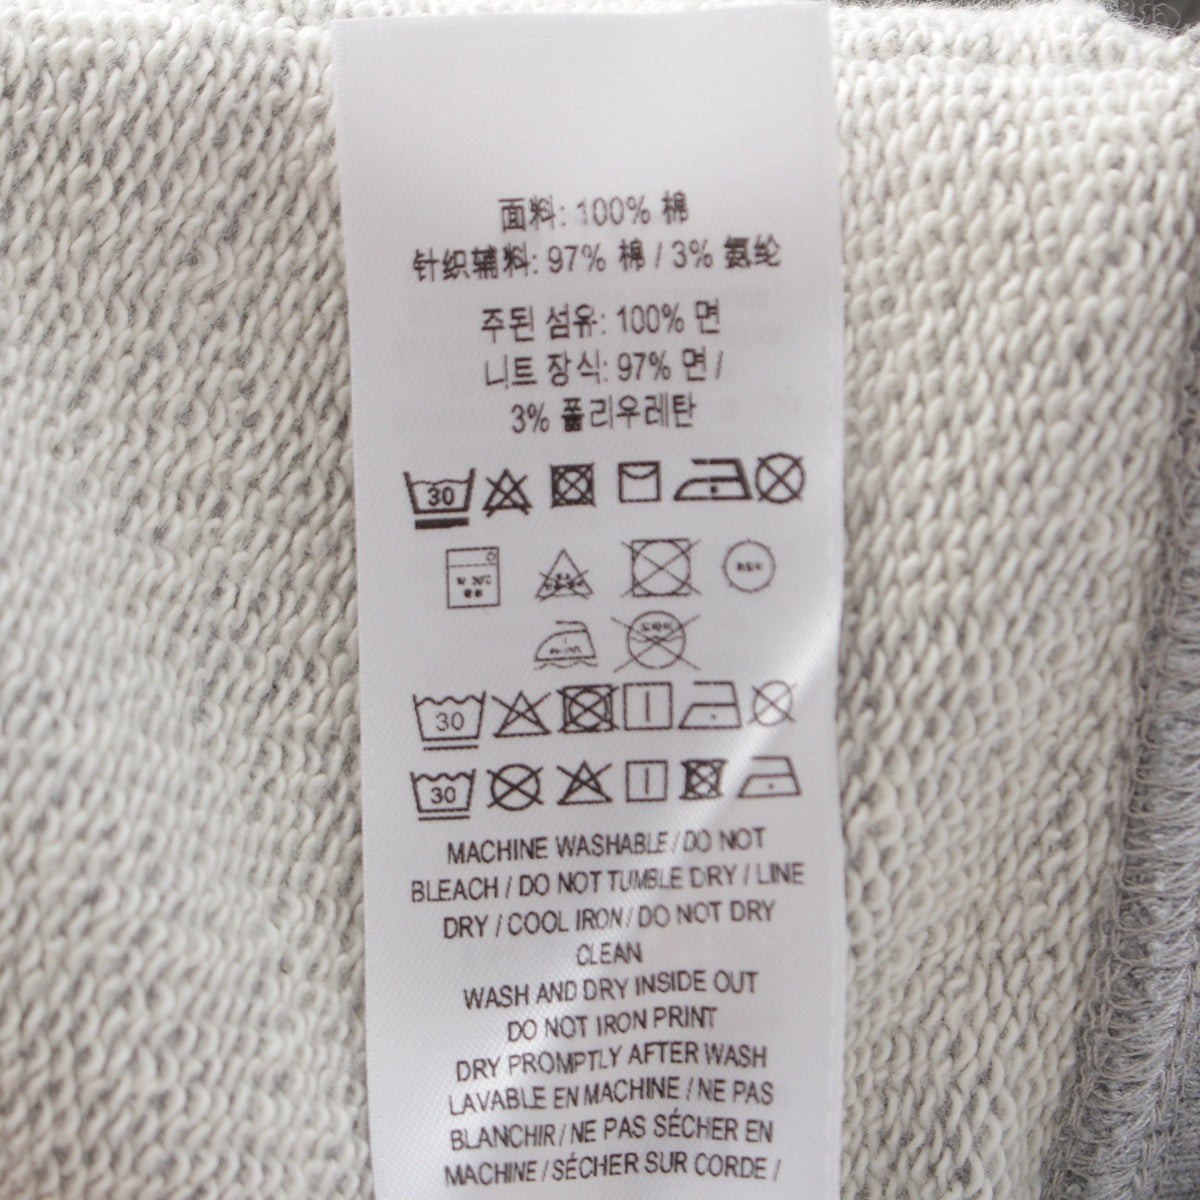 面料: 100% 棉
针织辅料: 97% 棉 / 3% 氨纶
주된 섬유: 100% 면
니트 장식: 97% 면 /
3% 폴리우레탄
30
30
30
MACHINE WASHABLE / DO NOT
BLEACH / DO NOT TUMBLE DRY / LINE
DRY / COOL IRON / DO NOT DRY
CLEAN
WASH AND DRY INSIDE OUT
DO NOT IRON PRINT
DRY PROMPTLY AFTER WASH
LAVABLE EN MACHINE / NE PAS
BLANCHIR / NE PAS SÉCHER EN
MACHINE / SÉCHER SUR CORDE /